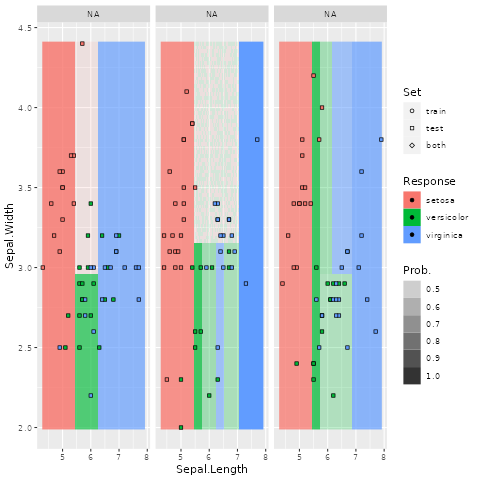 NA NA NA
4.5
4.0
3.5
3.0
2.5
2.0
Sepal.Width
5 6 7 8 5 6 7 8 5 6 7 8
Sepal.Length
Set
train
test
both
Response
setosa
versicolor
virginica
Prob.
0.5
0.6
0.7
0.8
0.9
1.0